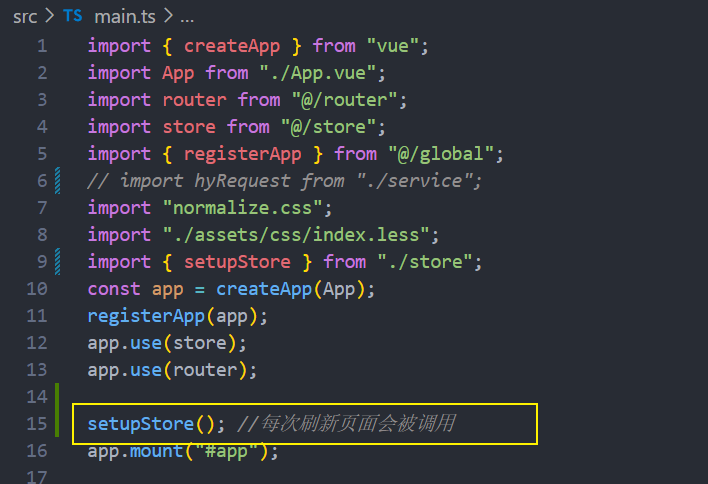 src > TS main.ts > ...
1 import { createApp } from "vue";
2 import App from "./App.vue";
3 import router from "@/router";
4 import store from "@/store";
5 import { registerApp } from "@/global";
6 // import hyRequest from "./service";
7 import "normalize.css";
8 import "./assets/css/index.less";
9 import { setupStore } from "./store";
10 const app = createApp(App);
11 registerApp(app);
12 app.use(store);
13 app.use(router);
14
15 setupStore(); //每次刷新页面会被调用
16 app.mount("#app");
17